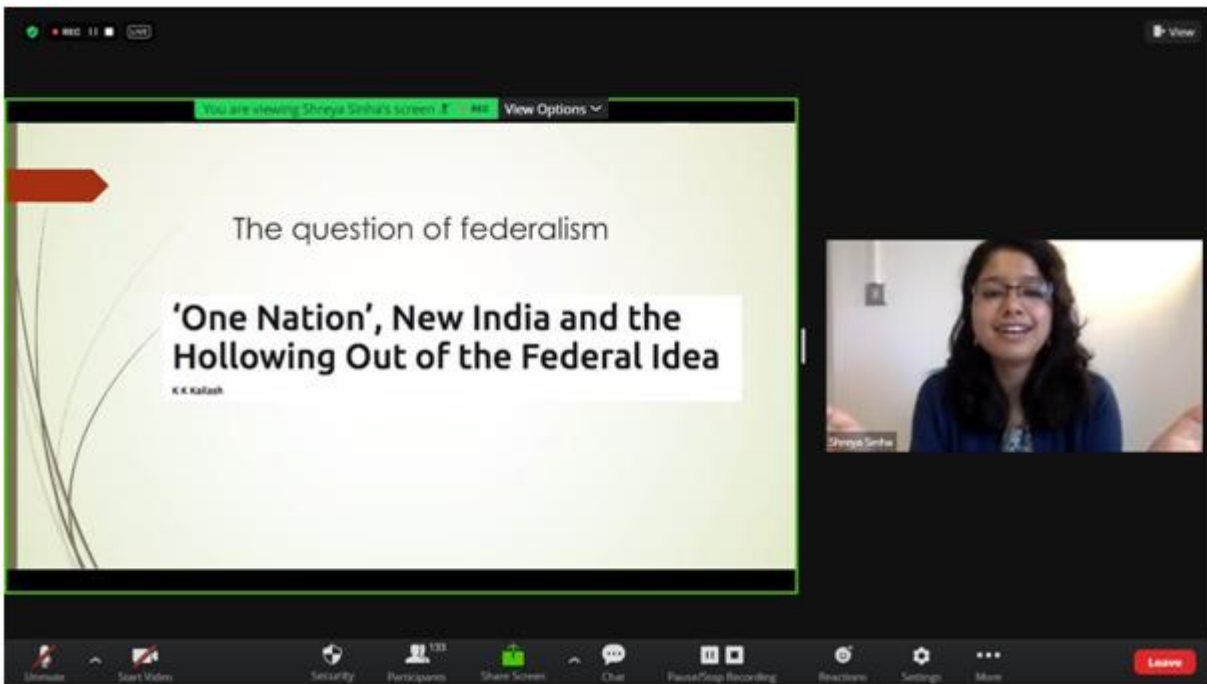 REC
LIVE
View
You are viewing Shreya Sinha's screen
REC
View Options
The question of federalism
‘One Nation’, New India and the
Hollowing Out of the Federal Idea
K K Kailash
Shreya Sinha
Unmute
Start Video
Security
Participants
133
Share Screen
Chat
Pause/Stop Recording
Reactions
Settings
More
Leave